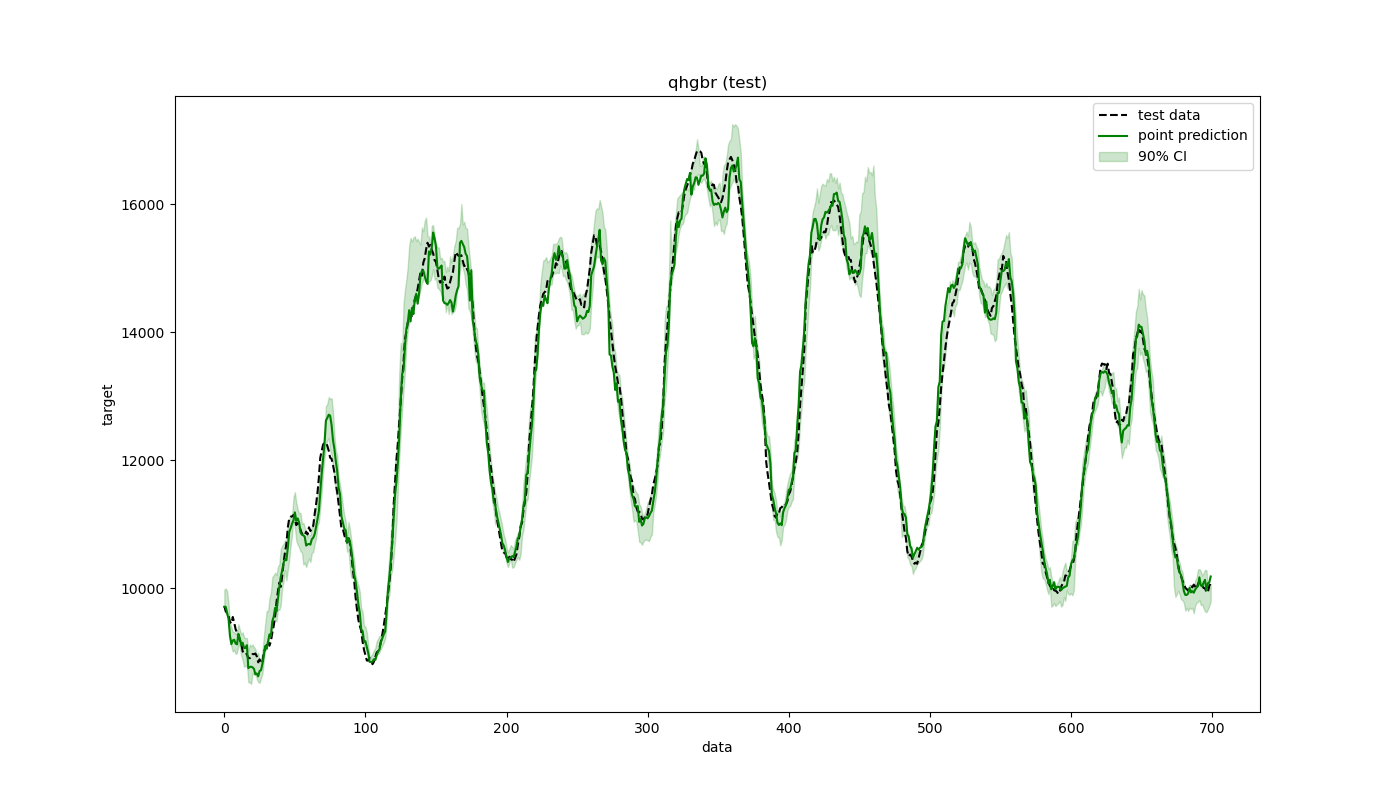 qhgbr (test)
test data
point prediction
90% CI
target
16000
14000
12000
10000
0 100 200 300 400 500 600 700
data